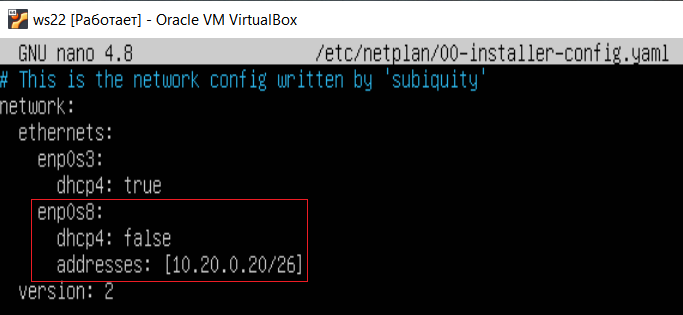 ws22 [Работает] - Oracle VM VirtualBox
GNU nano 4.8 /etc/netplan/00-installer-config.yaml
# This is the network config written by 'subiquity'
network:
  ethernets:
    enp0s3:
      dhcp4: true
    enp0s8:
      dhcp4: false
      addresses: [10.20.0.20/26]
  version: 2